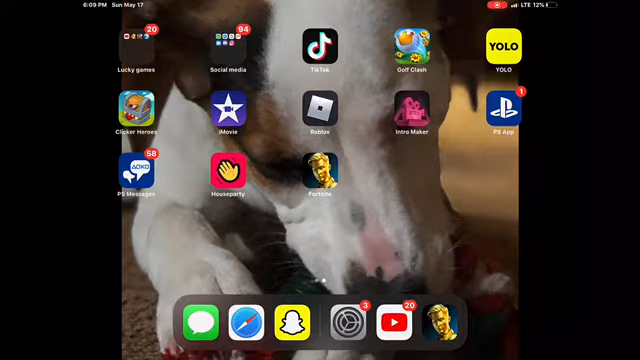 6:09 PM Sun May 17
LTE 12%
20
94
Lucky games
Social media
TikTok
Golf Clash
YOLO
YOLO
Clicker Heroes
iMovie
Roblox
Intro Maker
1
PS App
58
PS Messages
Houseparty
Fortnite
3
20